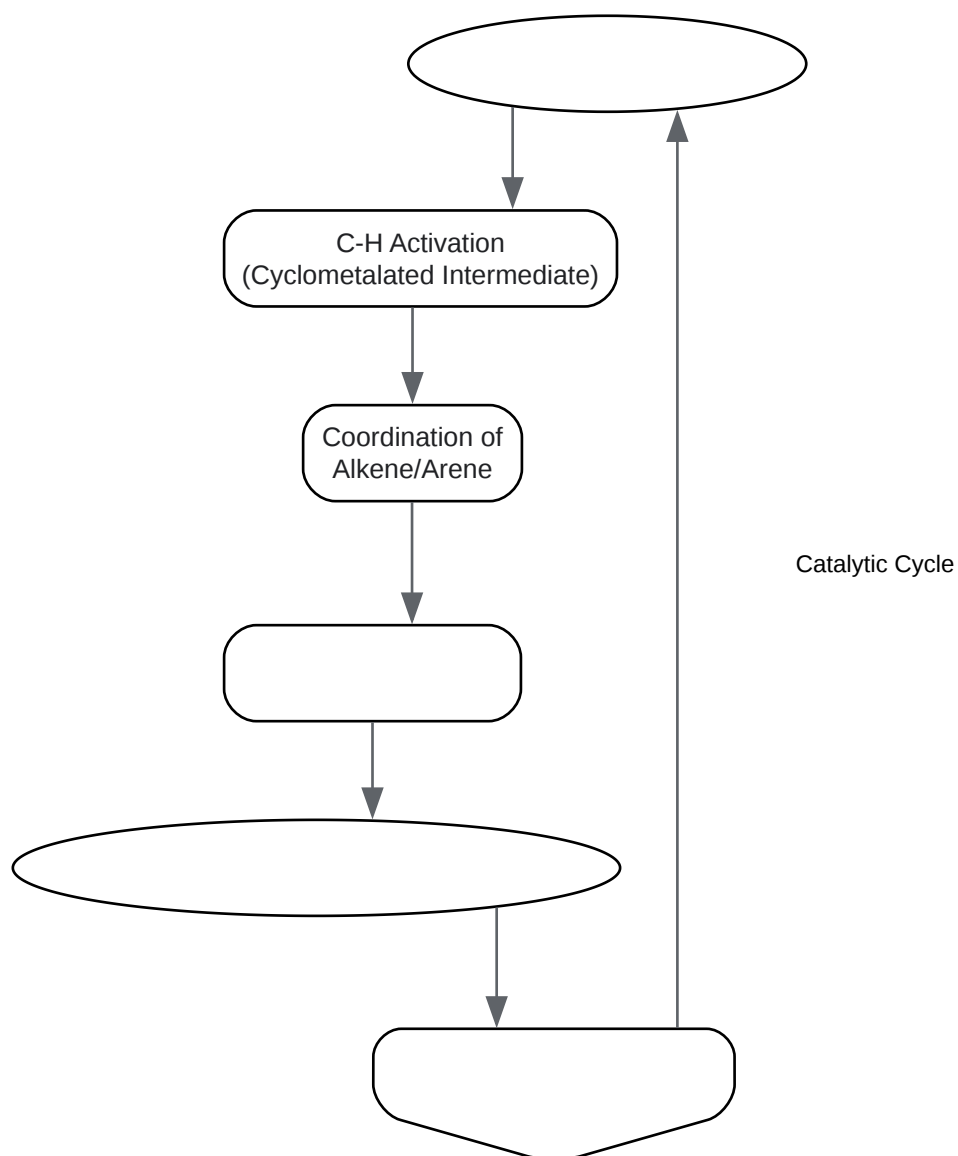 C-H Activation
(Cyclometalated Intermediate)
Coordination of
Alkene/Arene
Catalytic Cycle